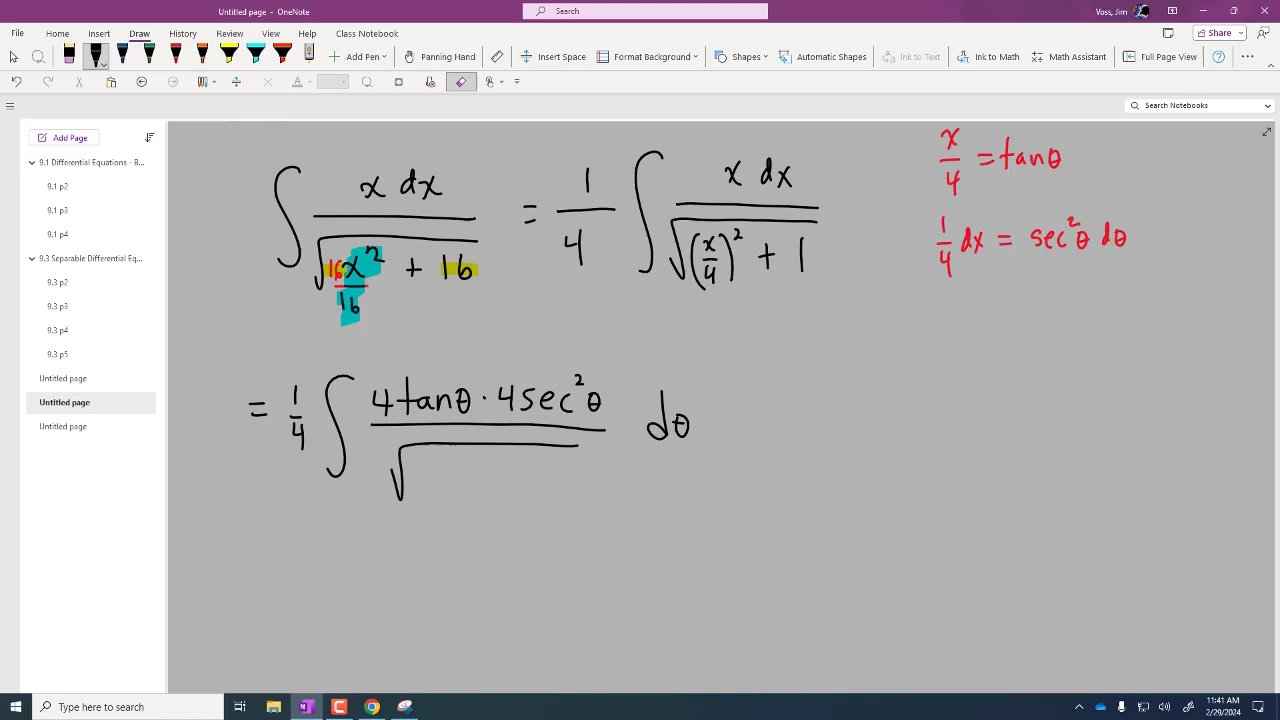 Untitled page - OneNote
Search
Voss, Jim
File Home Insert Draw History Review View Help Class Notebook
Share
Add Pen
Panning Hand
Insert Space
Format Background
Shapes
Automatic Shapes
Ink to Text
Ink to Math
Math Assistant
Full Page View
Search Notebooks
Add Page
9.1 Differential Equations - B...
9.1 p2
9.1 p3
9.1 p4
9.3 Separable Differential Eq...
9.3 p2
9.3 p3
9.3 p4
9.3 p5
Untitled page
Untitled page
Untitled page
∫ x dx / √(16x²/16 + 16) = 1/4 ∫ x dx / √((x/4)² + 1)
x/4 = tanθ
1/4 dx = sec²θ dθ
= 1/4 ∫ 4tanθ · 4sec²θ / √ dθ
Type here to search
11:41 AM
2/29/2024